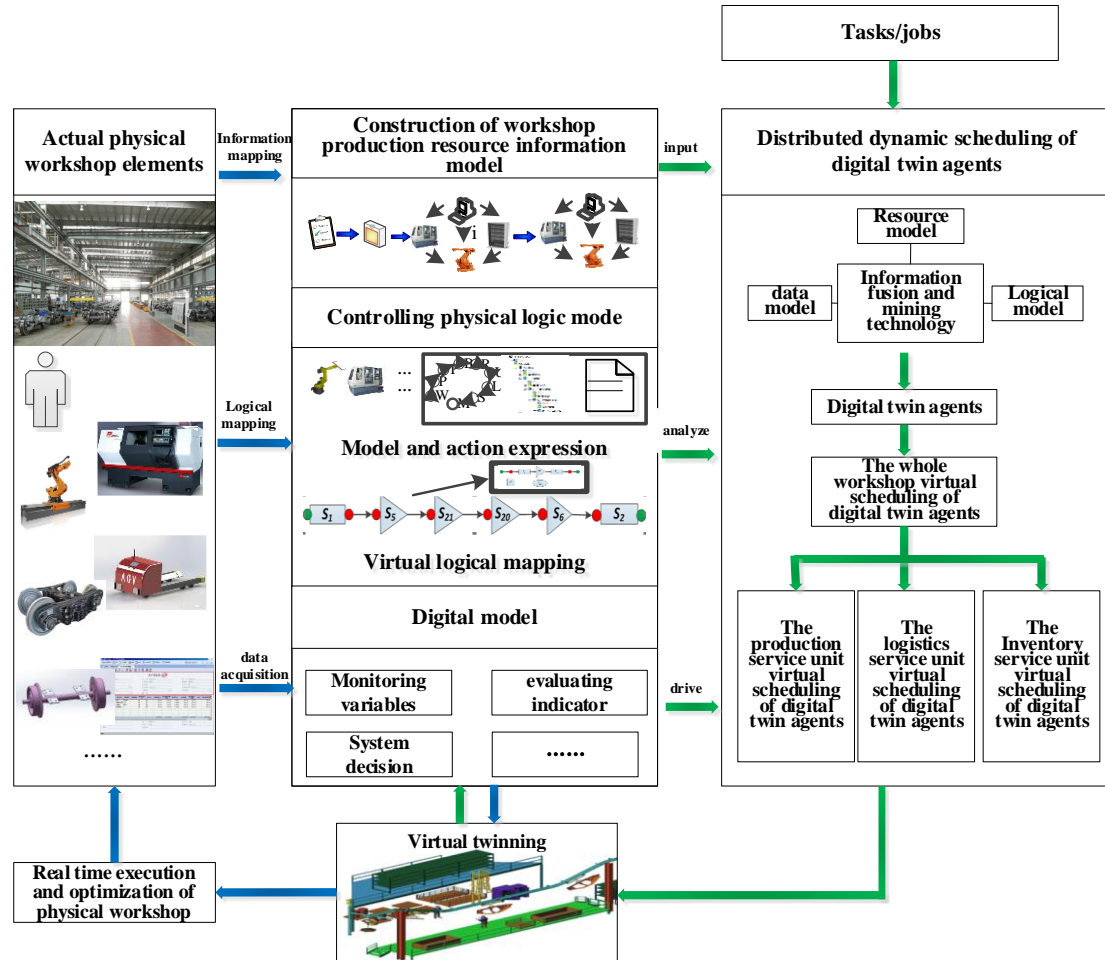 Tasks/jobs
Actual physical
workshop elements
Information
mapping
Construction of workshop
production resource information
model
input
Distributed dynamic scheduling of
digital twin agents
i
Resource
model
data
model
Information
fusion and
mining
technology
Logical
model
Controlling physical logic mode
... ...
... ...
Logical
mapping
Model and action expression
analyze
Digital twin agents
The whole
workshop virtual
scheduling of
digital twin agents
S1 S5 S21 S20 S6 S2
Virtual logical mapping
AGV
Digital model
The
production
service unit
virtual
scheduling
of digital
twin agents
The
logistics
service unit
virtual
scheduling
of digital
twin agents
The
Inventory
service unit
virtual
scheduling
of digital
twin agents
data
acquisition
Monitoring
variables
evaluating
indicator
drive
System
decision
......
......
Virtual twinning
Real time execution
and optimization of
physical workshop